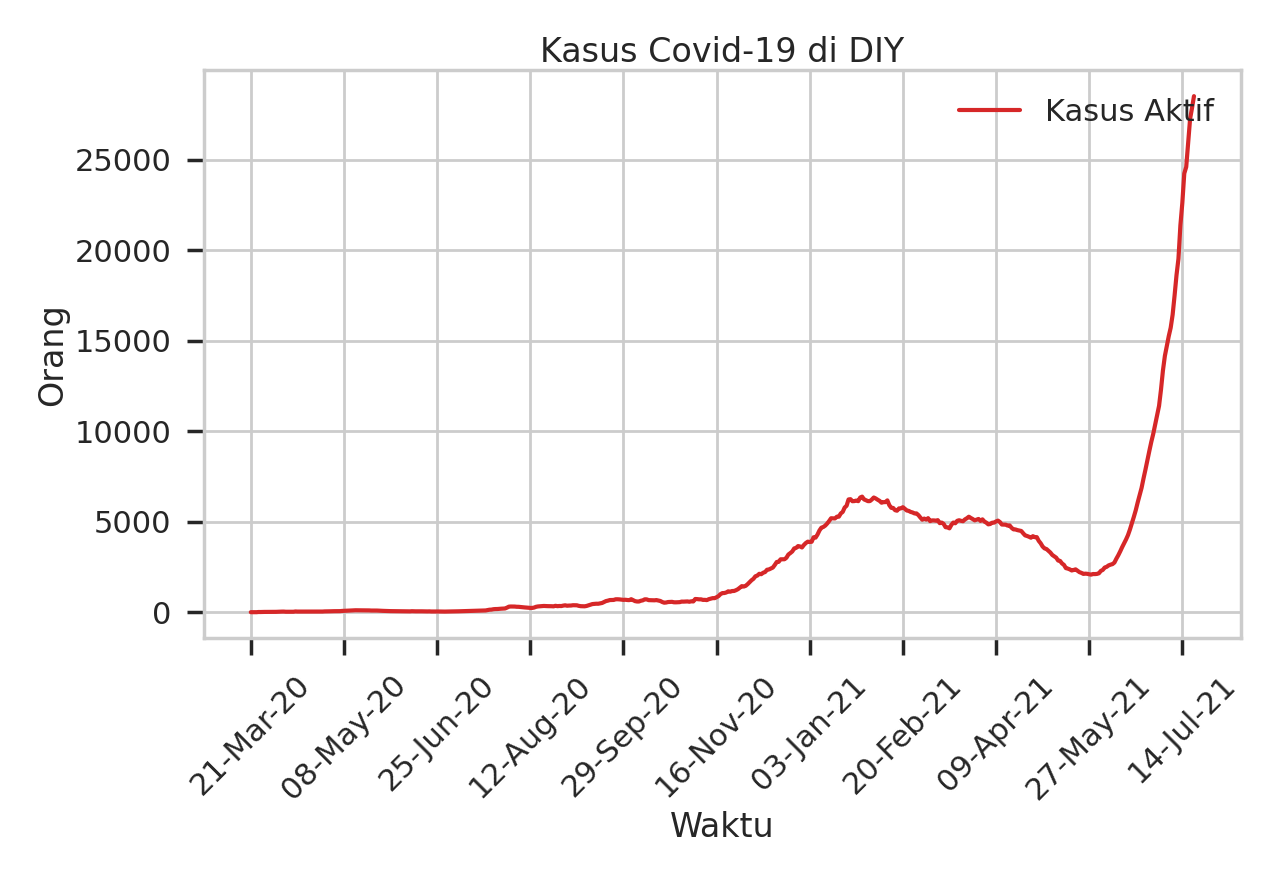 Kasus Covid-19 di DIY
Kasus Aktif
25000
20000
15000
10000
5000
0
Orang
21-Mar-20
08-May-20
25-Jun-20
12-Aug-20
29-Sep-20
16-Nov-20
03-Jan-21
20-Feb-21
09-Apr-21
27-May-21
14-Jul-21
Waktu